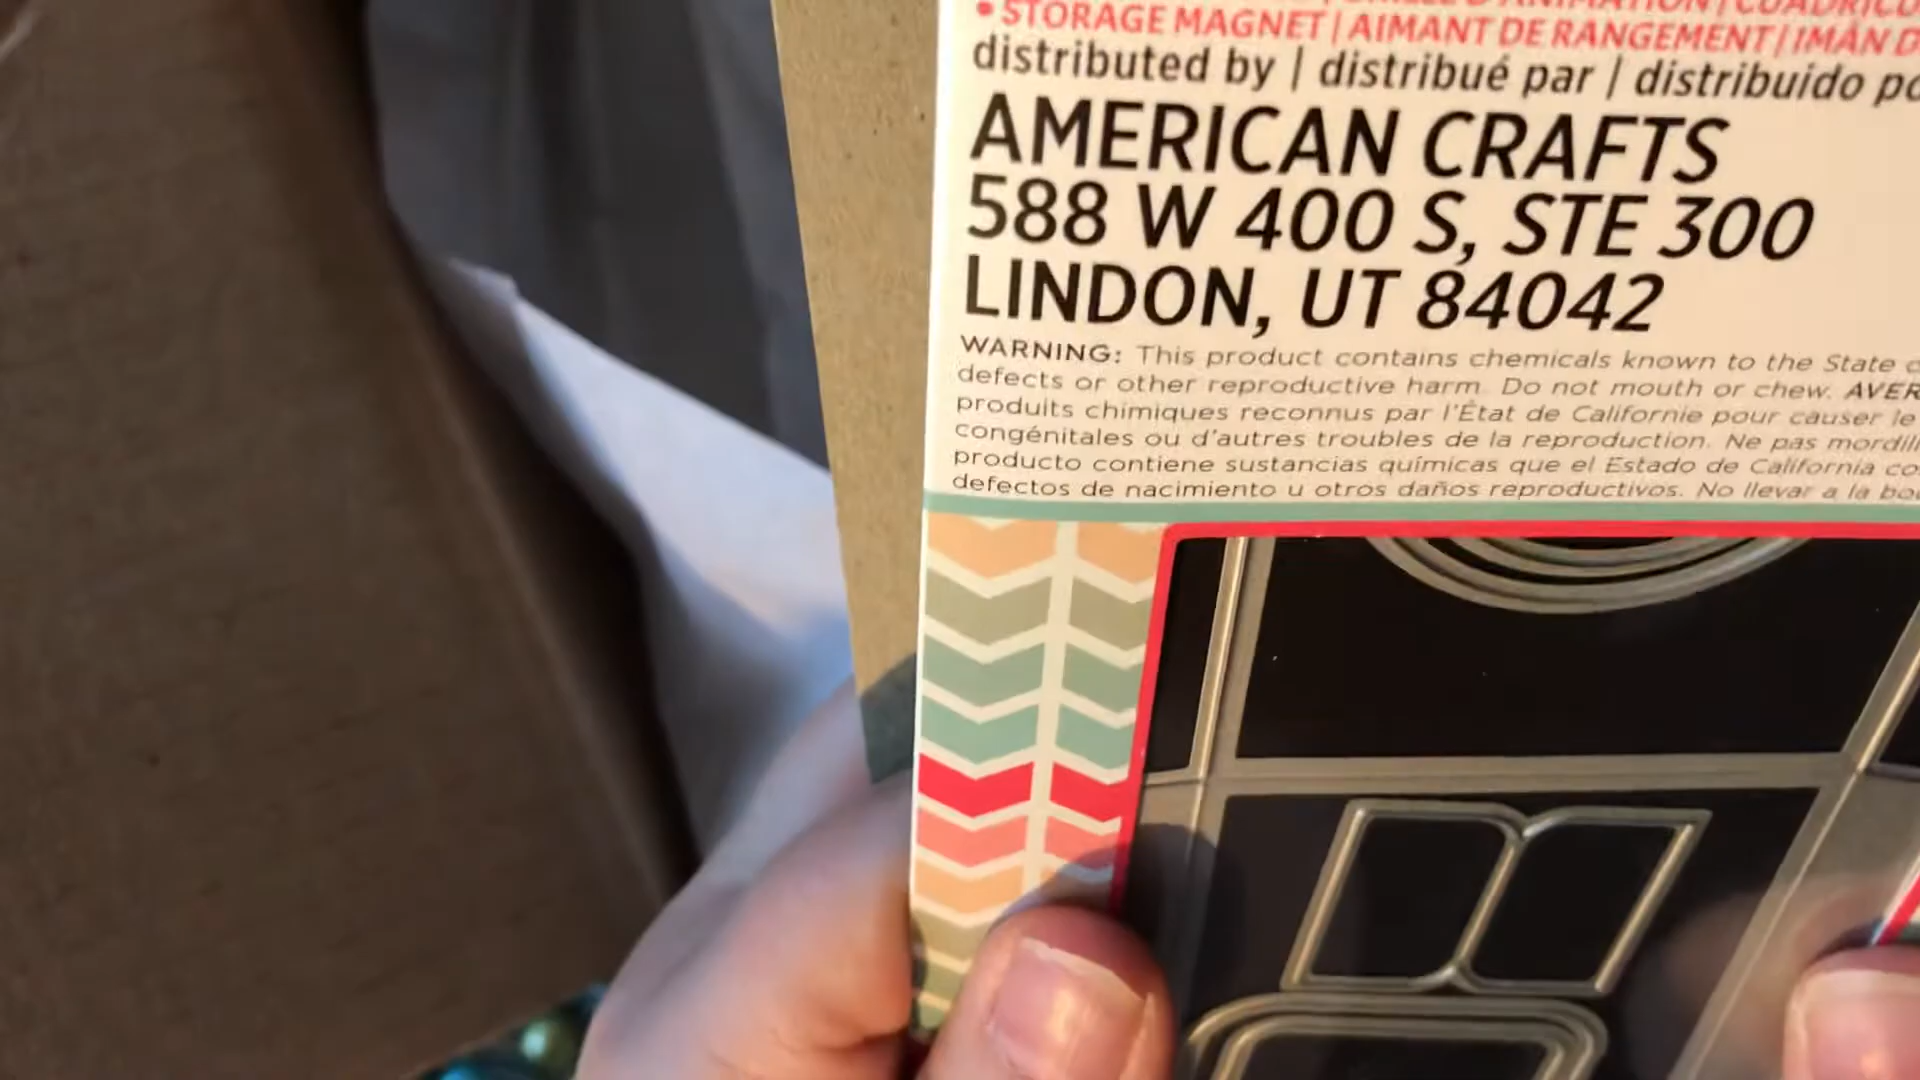 • STORAGE MAGNET | AIMANT DE RANGEMENT | IMÁN D
distributed by | distribué par | distribuido po
AMERICAN CRAFTS
588 W 400 S, STE 300
LINDON, UT 84042
WARNING: This product contains chemicals known to the State
defects or other reproductive harm. Do not mouth or chew. AVER
produits chimiques reconnus par l'État de Californie pour causer le
congénitales ou d'autres troubles de la reproduction. Ne pas mordill
producto contiene sustancias químicas que el Estado de California co
defectos de nacimiento u otros daños reproductivos. No llevar a la bo